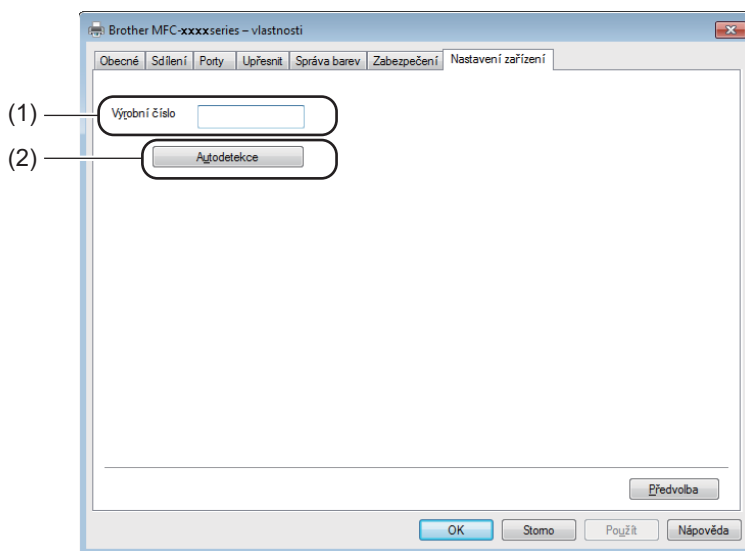 Brother MFC-xxxxseries – vlastnosti
Obecné Sdílení Porty Upřesnit Správa barev Zabezpečení Nastavení zařízení
(1) Výrobní číslo
(2) Autodetekce
Předvolba
OK Storno Použít Nápověda